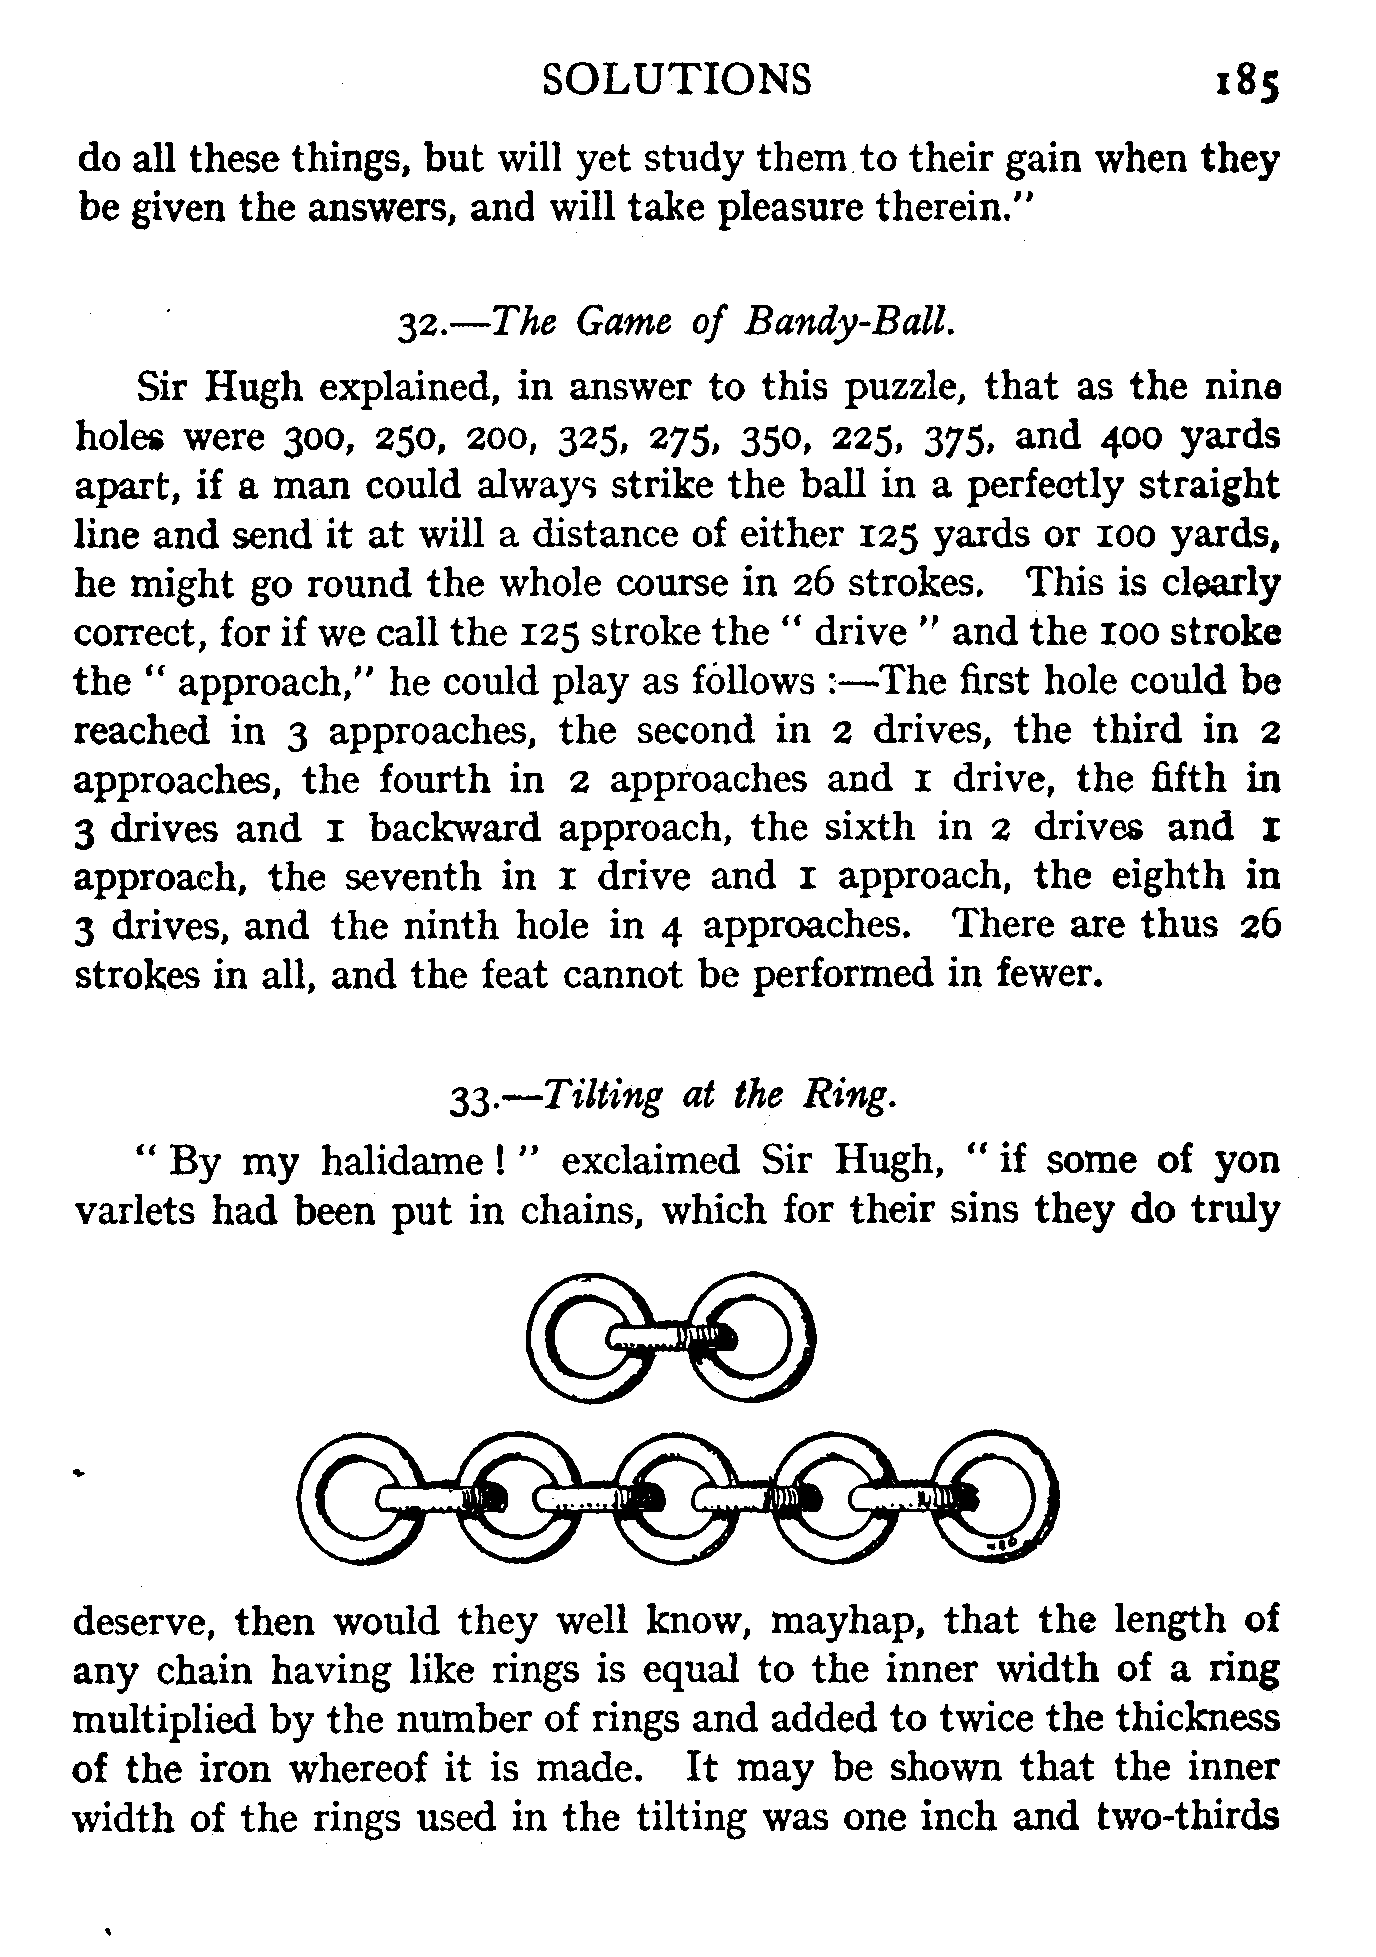 SOLUTIONS 185
do all these things, but will yet study them to their gain when they
be given the answers, and will take pleasure therein."
32.—The Game of Bandy-Ball.
Sir Hugh explained, in answer to this puzzle, that as the nine
holes were 300, 250, 200, 325, 275, 350, 225, 375, and 400 yards
apart, if a man could always strike the ball in a perfectly straight
line and send it at will a distance of either 125 yards or 100 yards,
he might go round the whole course in 26 strokes. This is clearly
correct, for if we call the 125 stroke the " drive " and the 100 stroke
the " approach," he could play as follows :—The first hole could be
reached in 3 approaches, the second in 2 drives, the third in 2
approaches, the fourth in 2 approaches and 1 drive, the fifth in
3 drives and 1 backward approach, the sixth in 2 drives and 1
approach, the seventh in 1 drive and 1 approach, the eighth in
3 drives, and the ninth hole in 4 approaches. There are thus 26
strokes in all, and the feat cannot be performed in fewer.
33.—Tilting at the Ring.
" By my halidame ! " exclaimed Sir Hugh, " if some of yon
varlets had been put in chains, which for their sins they do truly
deserve, then would they well know, mayhap, that the length of
any chain having like rings is equal to the inner width of a ring
multiplied by the number of rings and added to twice the thickness
of the iron whereof it is made. It may be shown that the inner
width of the rings used in the tilting was one inch and two-thirds